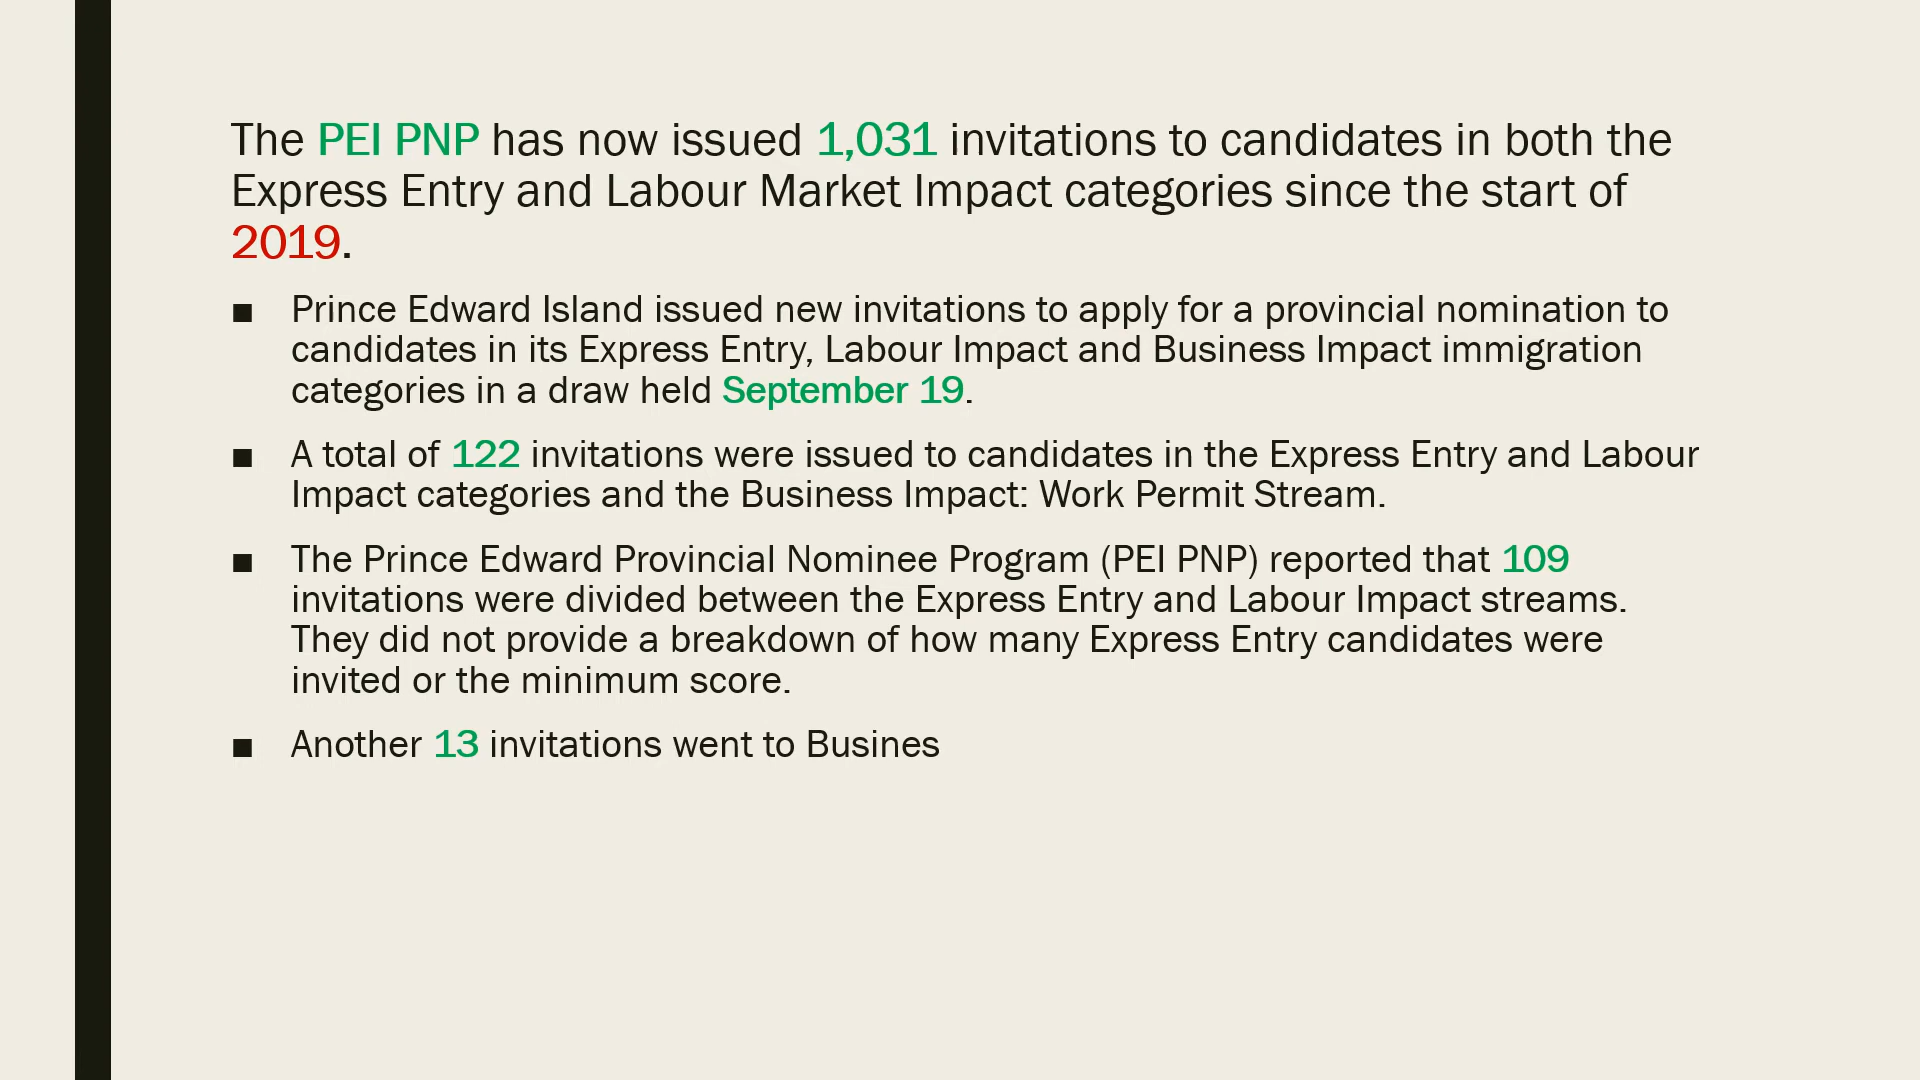 The PEI PNP has now issued 1,031 invitations to candidates in both the
Express Entry and Labour Market Impact categories since the start of
2019.
■ Prince Edward Island issued new invitations to apply for a provincial nomination to
candidates in its Express Entry, Labour Impact and Business Impact immigration
categories in a draw held September 19.
■ A total of 122 invitations were issued to candidates in the Express Entry and Labour
Impact categories and the Business Impact: Work Permit Stream.
■ The Prince Edward Provincial Nominee Program (PEI PNP) reported that 109
invitations were divided between the Express Entry and Labour Impact streams.
They did not provide a breakdown of how many Express Entry candidates were
invited or the minimum score.
■ Another 13 invitations went to Busines